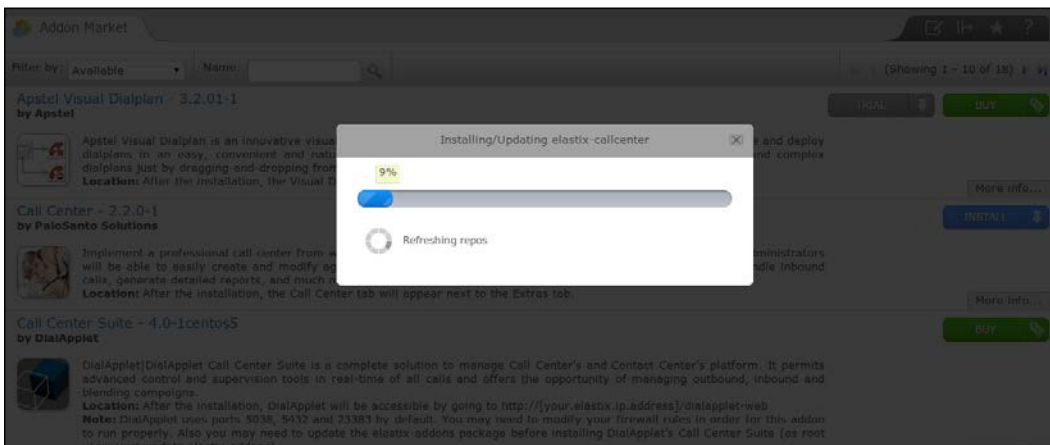 Addon Market
Filter by: Available Name:
(Showing 1 - 10 of 18)
Apstel Visual Dialplan - 3.2.01-1
by Apstel
TRIAL
BUY
Apstel Visual Dialplan is an innovative visua
e and deploy
dialplans in an easy, convenient and natu
nd complex
dialplans just by dragging-and-dropping from
Location: After the installation, the Visual D
More info...
Installing/Updating elastix-callcenter
9%
Refreshing repos
Call Center - 2.2.0-1
by PaloSanto Solutions
INSTALL
Implement a professional call center from w
ministrators
will be able to easily create and modify ag
ndle inbound
calls, generate detailed reports, and much m
Location: After the installation, the Call Center tab will appear next to the Extras tab.
More info...
Call Center Suite - 4.0-1centos5
by DialApplet
BUY
DialApplet|DialApplet Call Center Suite is a complete solution to manage Call Center's and Contact Center's platform. It permits
advanced control and supervision tools in real-time of all calls and offers the opportunity of managing outbound, inbound and
blending campaigns.
Location: After the installation, DialApplet will be accessible by going to http://[your.elastix.ip.address]/dialapplet-web.
Note: DialApplet uses ports 5038, 5432 and 23383 by default. You may need to modify your firewall rules in order for this addon
to run properly. Also you may need to update the elastix-addons package before installing DialApplet's Call Center Suite (as root